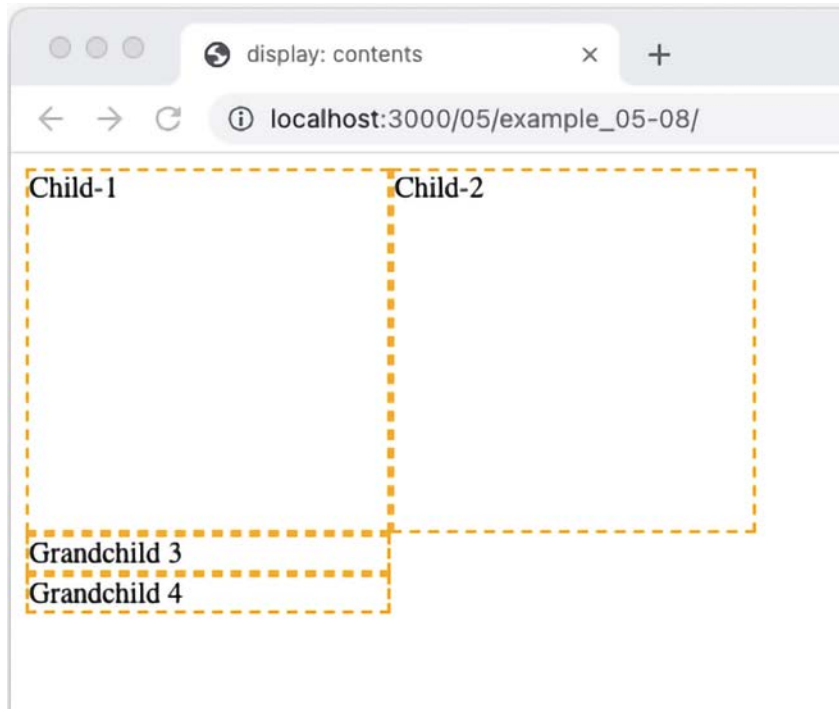 display: contents
localhost:3000/05/example_05-08/
Child-1
Child-2
Grandchild 3
Grandchild 4